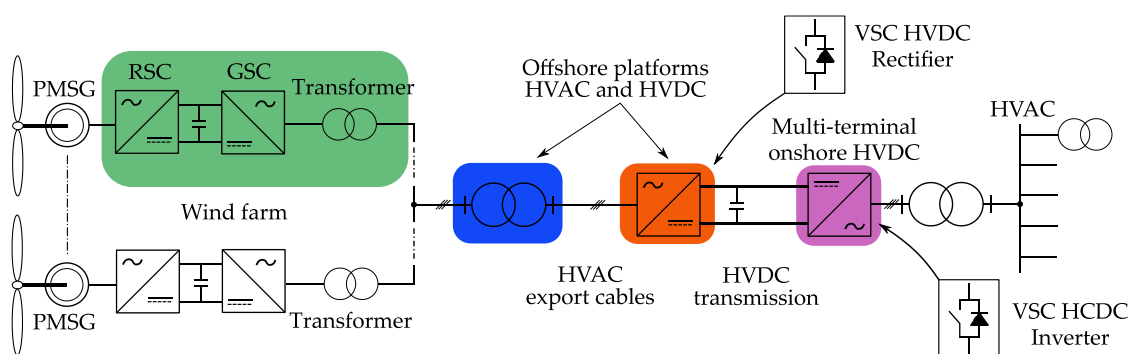 VSC HVDC
Rectifier
RSC
GSC
PMSG
Transformer
Offshore platforms
HVAC and HVDC
HVAC
Multi-terminal
onshore HVDC
Wind farm
HVAC
export cables
HVDC
transmission
PMSG
Transformer
VSC HCDC
Inverter